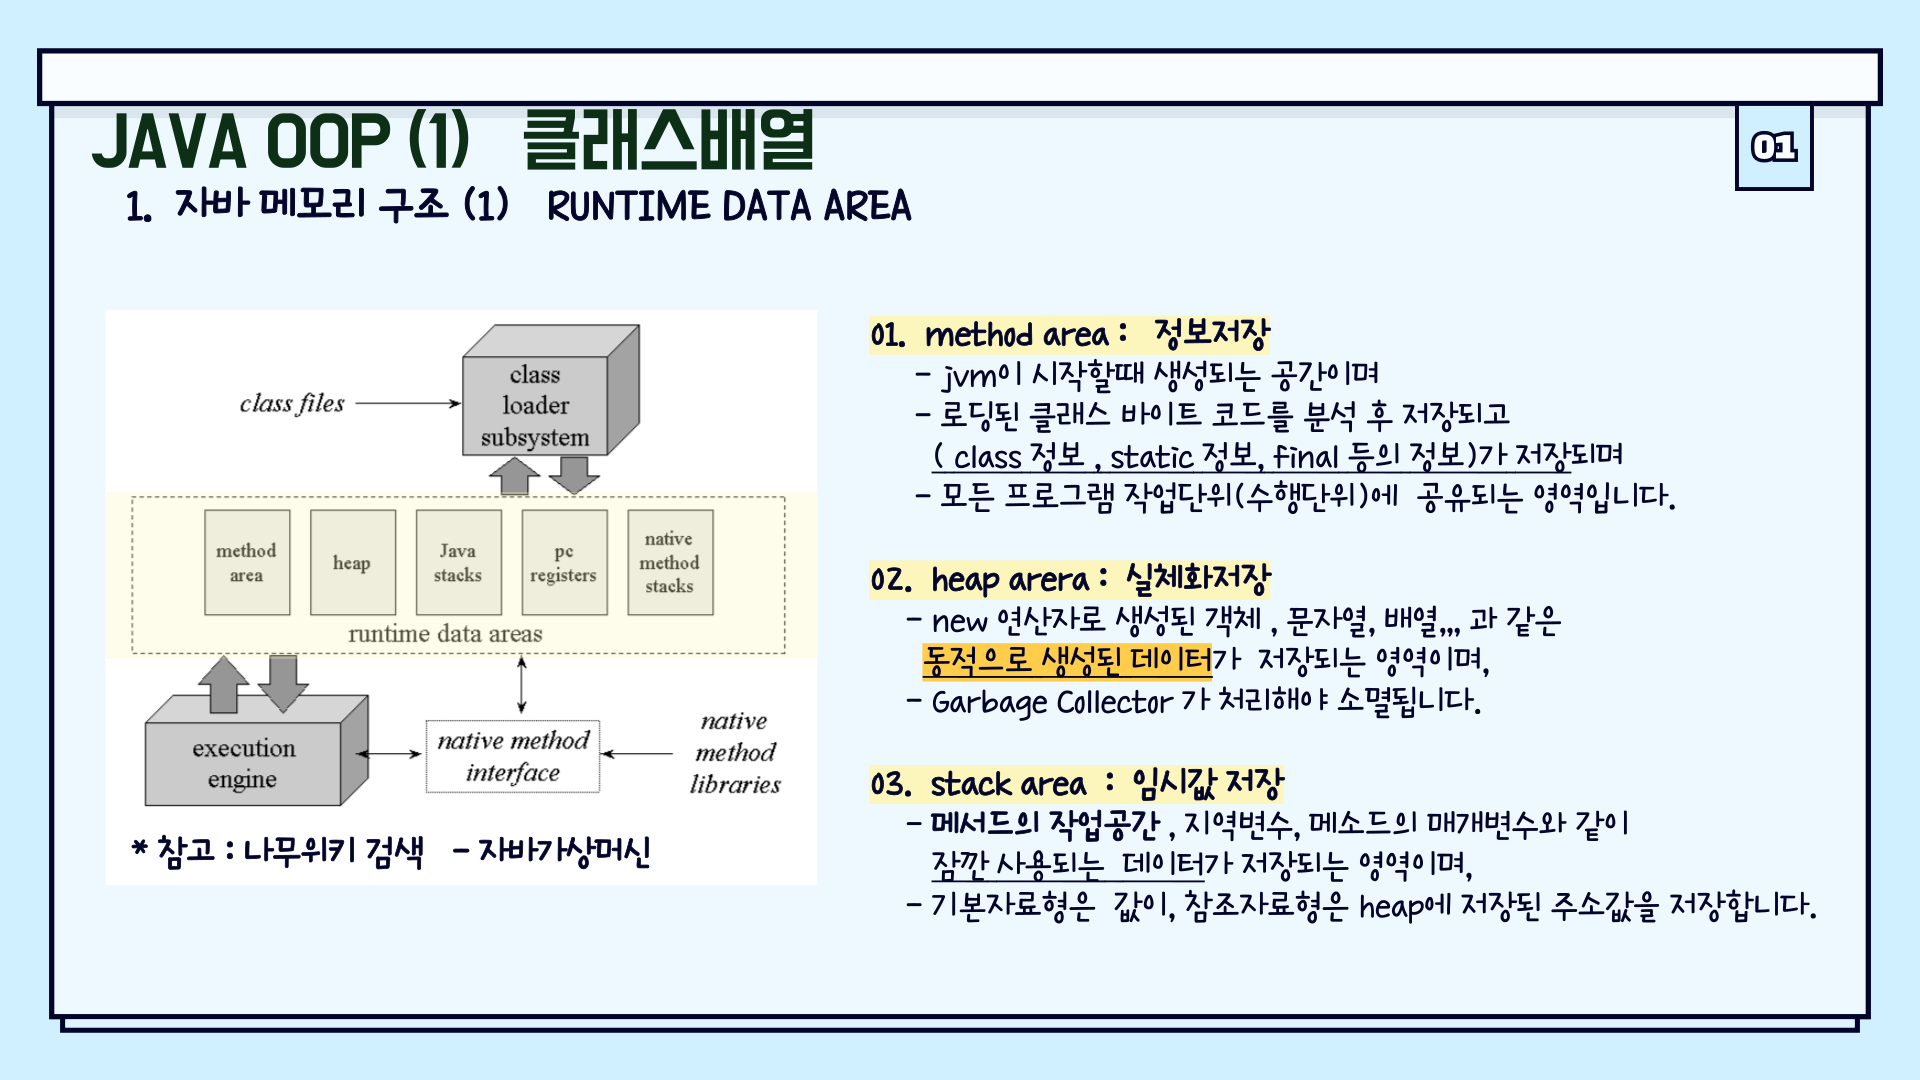 JAVA OOP (1) 클래스배열
01
1. 자바 메모리 구조 (1) RUNTIME DATA AREA
class files
class
loader
subsystem
method
area
heap
Java
stacks
pc
registers
native
method
stacks
runtime data areas
execution
engine
native method
interface
native
method
libraries
* 참고 : 나무위키 검색 - 자바가상머신
01. method area : 정보저장
- jvm이 시작할때 생성되는 공간이며
- 로딩된 클래스 바이트 코드를 분석 후 저장되고
( class 정보 , static 정보, final 등의 정보)가 저장되며
- 모든 프로그램 작업단위(수행단위)에 공유되는 영역입니다.
02. heap arera : 실체화저장
- new 연산자로 생성된 객체 , 문자열, 배열,,, 과 같은
동적으로 생성된 데이터가 저장되는 영역이며,
- Garbage Collector 가 처리해야 소멸됩니다.
03. stack area : 임시값 저장
- 메서드의 작업공간 , 지역변수, 메소드의 매개변수와 같이
잠깐 사용되는 데이터가 저장되는 영역이며,
- 기본자료형은 값이, 참조자료형은 heap에 저장된 주소값을 저장합니다.